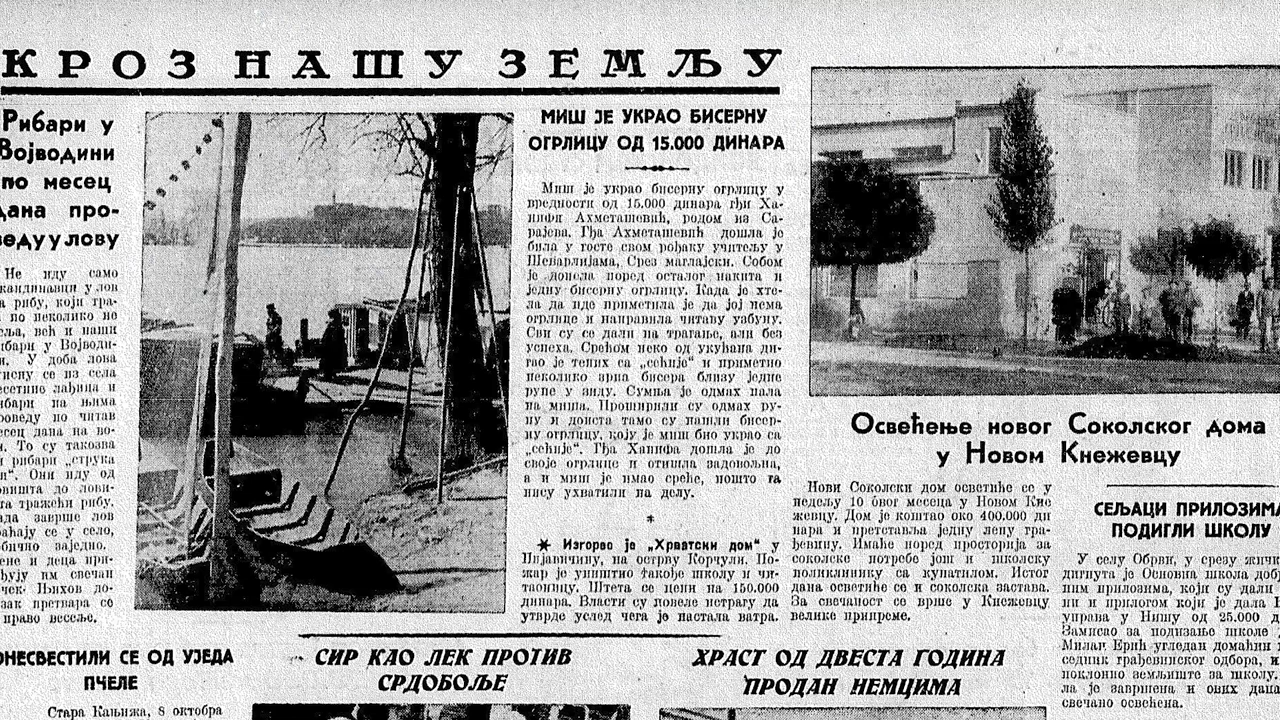 КРОЗ НАШУ ЗЕМЉУ
Рибари у
Војводини
по месец
дана про-
веду у лову
Не иду само
кандинавци у лов
а рибу, који тра-
а по неколико не
еља, већ и наши
ибари у Војводи-
и. У доба лова
тисну се из села
есетине лађица и
ибари на њима
роведу по читав
есец дана на во-
и. То су такозва
и рибари „струка
и“. Они иду од
овишта до лови-
та тражећи рибу.
ада заврше лов
раћају се у село,
бично заједно.
ене и деца при-
ђују им свечан
чек. Њихов до-
зак претвара се
право весеље.
МИШ ЈЕ УКРАО БИСЕРНУ
ОГРЛИЦУ ОД 15.000 ДИНАРА
Миш је украо бисерну огрлицу у
вредности од 15.000 динара гђи Ха-
нифи Ахметашевић, родом из Са-
рајева. Гђа Ахметашевић дошла је
била у госте свом рођаку учитељу у
Шеварлијама, Срез маглајски. Собом
је донела поред осталог накита и
једну бисерну огрлицу. Када је хте-
ла да иде приметила је да јој нема
огрлице и направила читаву узбуну.
Сви су се дали на трагање, али без
успеха. Срећом неко од укућана ди-
гао је тепих са „сећије“ и приметио
неколико зрна бисера близу једне
рупе у зиду. Сумња је одмах пала
на миша. Проширили су одмах ру-
пу и доиста тамо су нашли бисер-
ну огрлицу, коју је миш био украо са
„сећије“. Гђа Ханифа дошла је до
своје огрлице и отишла задовољна,
а и миш је имао среће, пошто га
нису ухватили на делу.
*
* Изгорео је „Хрватски дом“ у
Пијавичину, на острву Корчули. По-
жар је уништио такође школу и чи-
таоницу. Штета се цени на 150.000
динара. Власти су довеле истрагу да
утврде услед чега је настала ватра.
Освећење новог Соколског дома
у Новом Кнежевцу
Нови Соколски дом осветиће се у
недељу 10 овог месеца у Новом Кне
жевцу. Дом је коштао око 400.000 ди
нара и претставља једну лепу гра-
ђевину. Имаће поред просторија за
соколске потребе још и школску
поликлинику са купатилом. Истог
дана осветиће се и соколска застава.
За свечаност се врше у Кнежевцу
велике припреме.
СЕЉАЦИ ПРИЛОЗИМА
ПОДИГЛИ ШКОЛУ
У селу Обрви, у срезу жичк
дигнута је Основна школа доб
ним прилозима, који су дали
ни и прилогом који је дала
управа у Нишу од 25.000 д
Замисао за подизање школе
Милан Ерић угледан домаћин
седник грађевинског одбора,
поклонио земљиште за школу.
ла је завршена и ових дана
свечано освећена.
ОНЕСВЕСТИЛИ СЕ ОД УЈЕДА
ПЧЕЛЕ
Стара Кањижа, 8 октобра
СИР КАО ЛЕК ПРОТИВ
СРДОБОЉЕ
ХРАСТ ОД ДВЕСТА ГОДИНА
ПРОДАН НЕМЦИМА